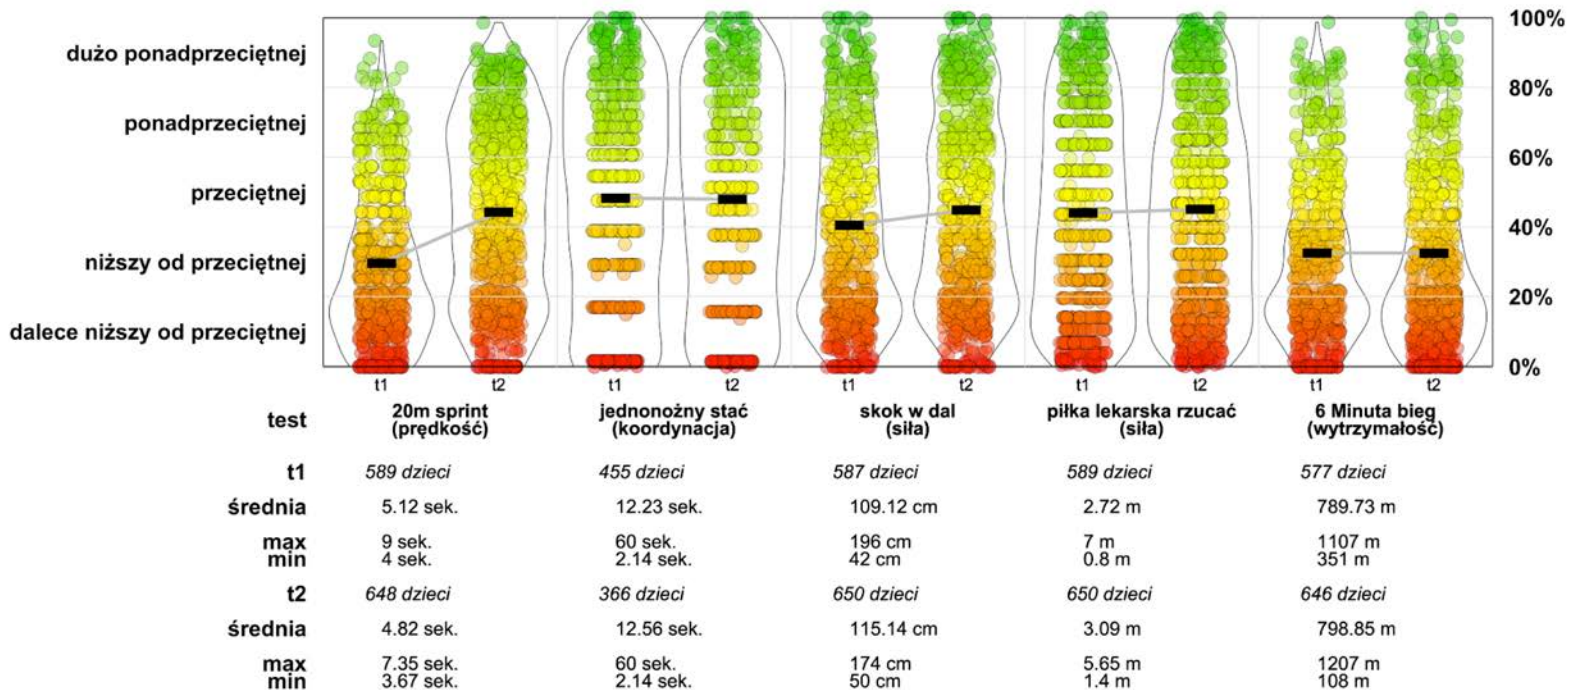 100%
dużo ponadprzeciętnej
80%
ponadprzeciętnej
60%
przeciętnej
40%
niższy od przeciętnej
20%
dalece niższy od przeciętnej
0%
t1 t2 t1 t2 t1 t2 t1 t2 t1 t2
test 20m sprint (prędkość) jednonożny stać (koordynacja) skok w dal (siła) piłka lekarska rzucać (siła) 6 Minuta bieg (wytrzymałość)
t1 589 dzieci 455 dzieci 587 dzieci 589 dzieci 577 dzieci
średnia 5.12 sek. 12.23 sek. 109.12 cm 2.72 m 789.73 m
max 9 sek. 60 sek. 196 cm 7 m 1107 m
min 4 sek. 2.14 sek. 42 cm 0.8 m 351 m
t2 648 dzieci 366 dzieci 650 dzieci 650 dzieci 646 dzieci
średnia 4.82 sek. 12.56 sek. 115.14 cm 3.09 m 798.85 m
max 7.35 sek. 60 sek. 174 cm 5.65 m 1207 m
min 3.67 sek. 2.14 sek. 50 cm 1.4 m 108 m